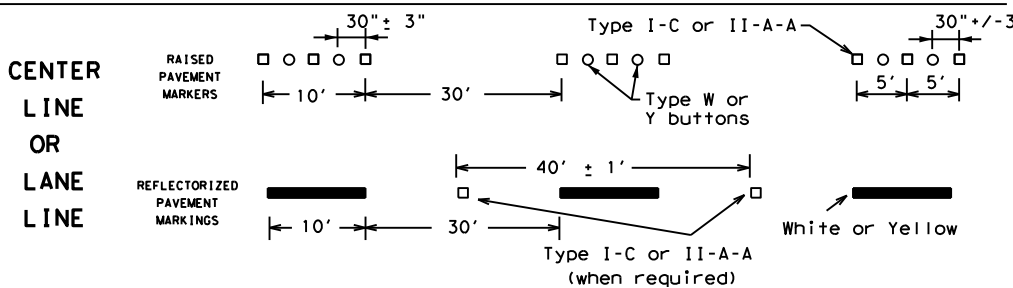 CENTER
LINE
OR
LANE
LINE
RAISED
PAVEMENT
MARKERS
30"± 3"
10'
30'
Type W or
Y buttons
Type I-C or II-A-A
30"+/-3
5'
5'
REFLECTORIZED
PAVEMENT
MARKINGS
10'
30'
40' ± 1'
Type I-C or II-A-A
(when required)
White or Yellow